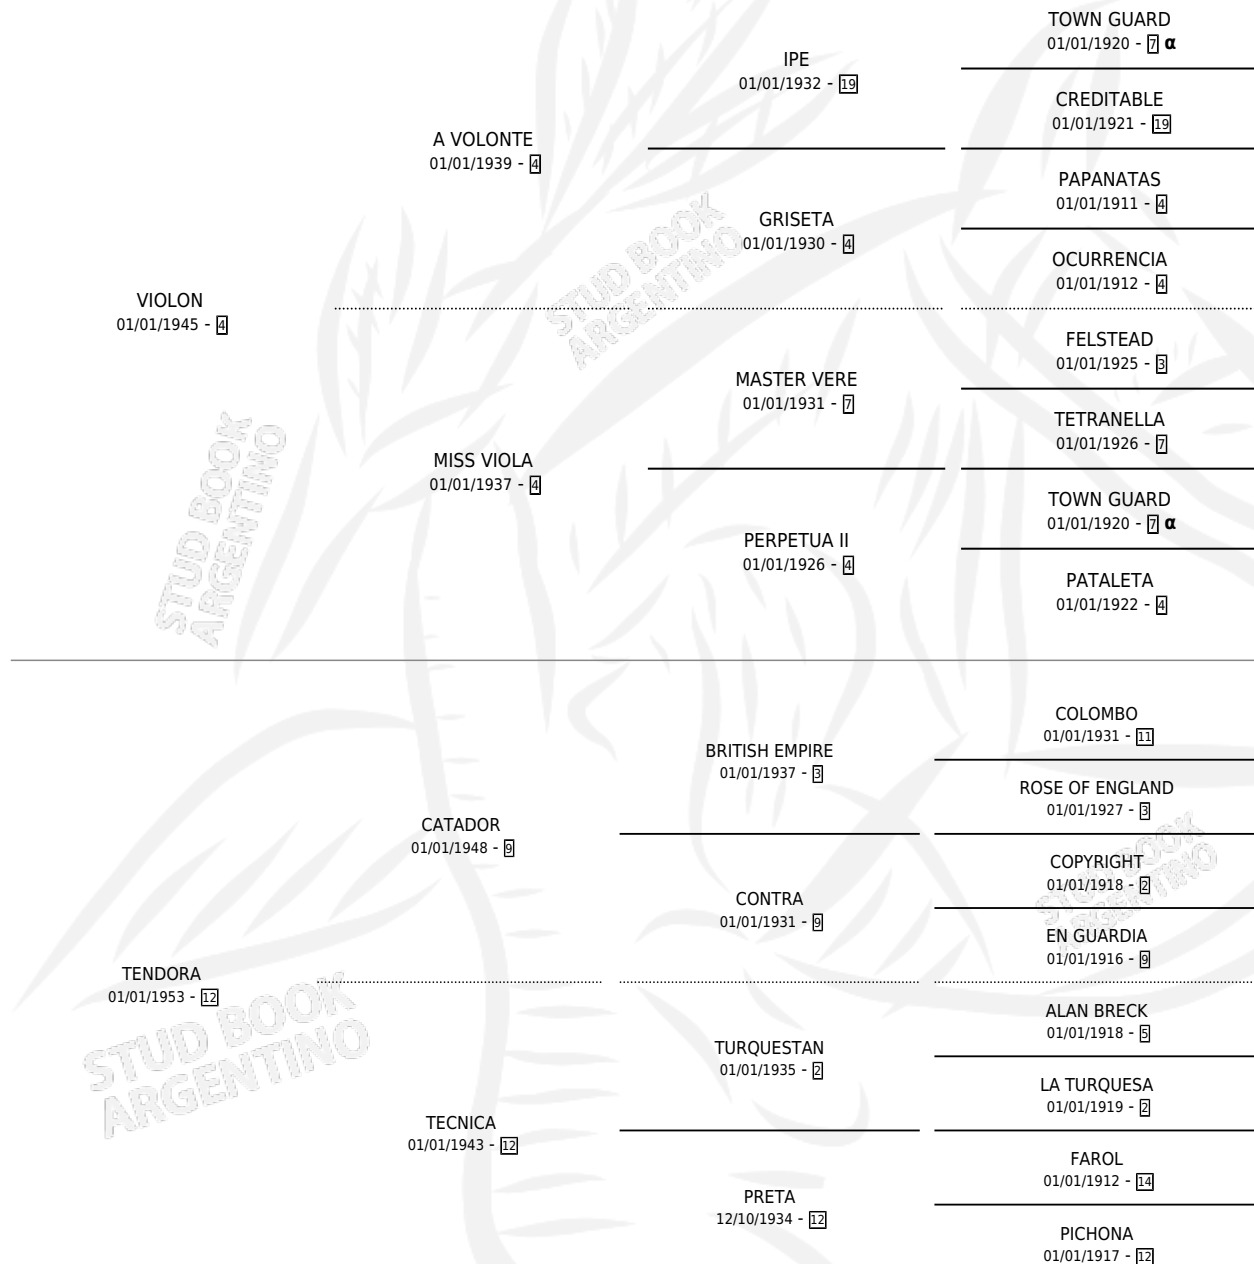 TOWN GUARD
01/01/1920 - 7 α
IPE
01/01/1932 - 19
CREDITABLE
01/01/1921 - 19
A VOLONTE
01/01/1939 - 4
PAPANATAS
01/01/1911 - 4
GRISETA
01/01/1930 - 4
OCURRENCIA
01/01/1912 - 4
VIOLON
01/01/1945 - 4
STUD BOOK
ARGENTINO
FELSTEAD
01/01/1925 - 3
MASTER VERE
01/01/1931 - 7
TETRANELLA
01/01/1926 - 7
MISS VIOLA
01/01/1937 - 4
STUD BOOK
ARGENTINO
TOWN GUARD
01/01/1920 - 7 α
PERPETUA II
01/01/1926 - 4
PATALETA
01/01/1922 - 4
COLOMBO
01/01/1931 - 11
BRITISH EMPIRE
01/01/1937 - 3
ROSE OF ENGLAND
01/01/1927 - 3
CATADOR
01/01/1948 - 9
COPYRIGHT
01/01/1918 - 2
STUD BOOK
ARGENTINO
CONTRA
01/01/1931 - 9
EN GUARDIA
01/01/1916 - 9
TENDORA
01/01/1953 - 12
STUD BOOK
ARGENTINO
ALAN BRECK
01/01/1918 - 5
TURQUESTAN
01/01/1935 - 2
LA TURQUESA
01/01/1919 - 2
TECNICA
01/01/1943 - 12
FAROL
01/01/1912 - 14
PRETA
12/10/1934 - 12
PICHONA
01/01/1917 - 12